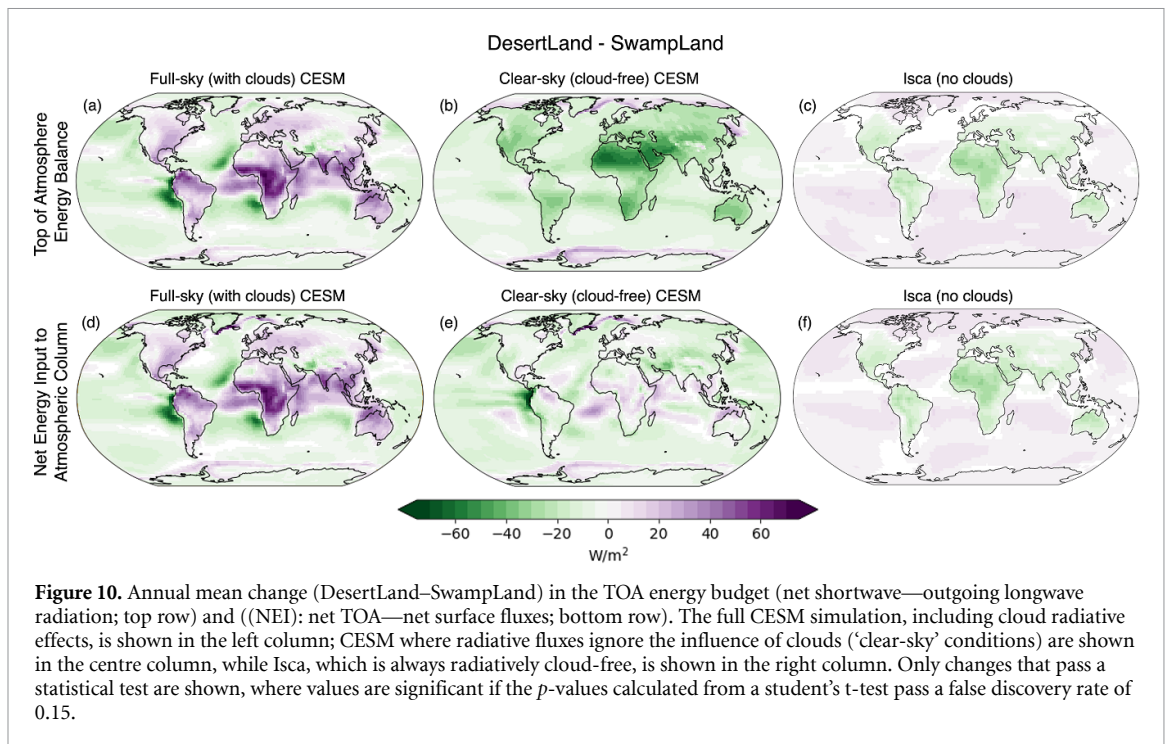 DesertLand - SwampLand
Full-sky (with clouds) CESM
Clear-sky (cloud-free) CESM
Isca (no clouds)
(a)
(b)
(c)
Top of Atmosphere
Energy Balance
Full-sky (with clouds) CESM
Clear-sky (cloud-free) CESM
Isca (no clouds)
(d)
(e)
(f)
Net Energy Input to
Atmospheric Column
−60 −40 −20 0 20 40 60
W/m²
Figure 10. Annual mean change (DesertLand–SwampLand) in the TOA energy budget (net shortwave—outgoing longwave
radiation; top row) and ((NEI): net TOA—net surface fluxes; bottom row). The full CESM simulation, including cloud radiative
effects, is shown in the left column; CESM where radiative fluxes ignore the influence of clouds (‘clear-sky’ conditions) are shown
in the centre column, while Isca, which is always radiatively cloud-free, is shown in the right column. Only changes that pass a
statistical test are shown, where values are significant if the p-values calculated from a student’s t-test pass a false discovery rate of
0.15.